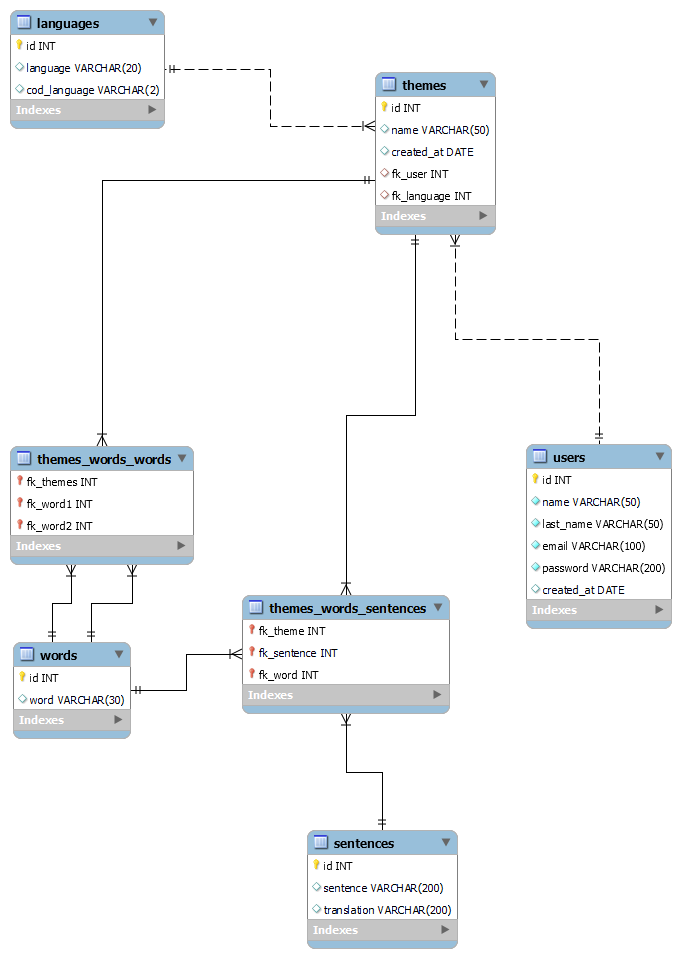 languages
id INT
language VARCHAR(20)
cod_language VARCHAR(2)
Indexes
themes
id INT
name VARCHAR(50)
created_at DATE
fk_user INT
fk_language INT
Indexes
themes_words_words
fk_themes INT
fk_word1 INT
fk_word2 INT
Indexes
users
id INT
name VARCHAR(50)
last_name VARCHAR(50)
email VARCHAR(100)
password VARCHAR(200)
created_at DATE
Indexes
themes_words_sentences
fk_theme INT
fk_sentence INT
fk_word INT
Indexes
words
id INT
word VARCHAR(30)
Indexes
sentences
id INT
sentence VARCHAR(200)
translation VARCHAR(200)
Indexes